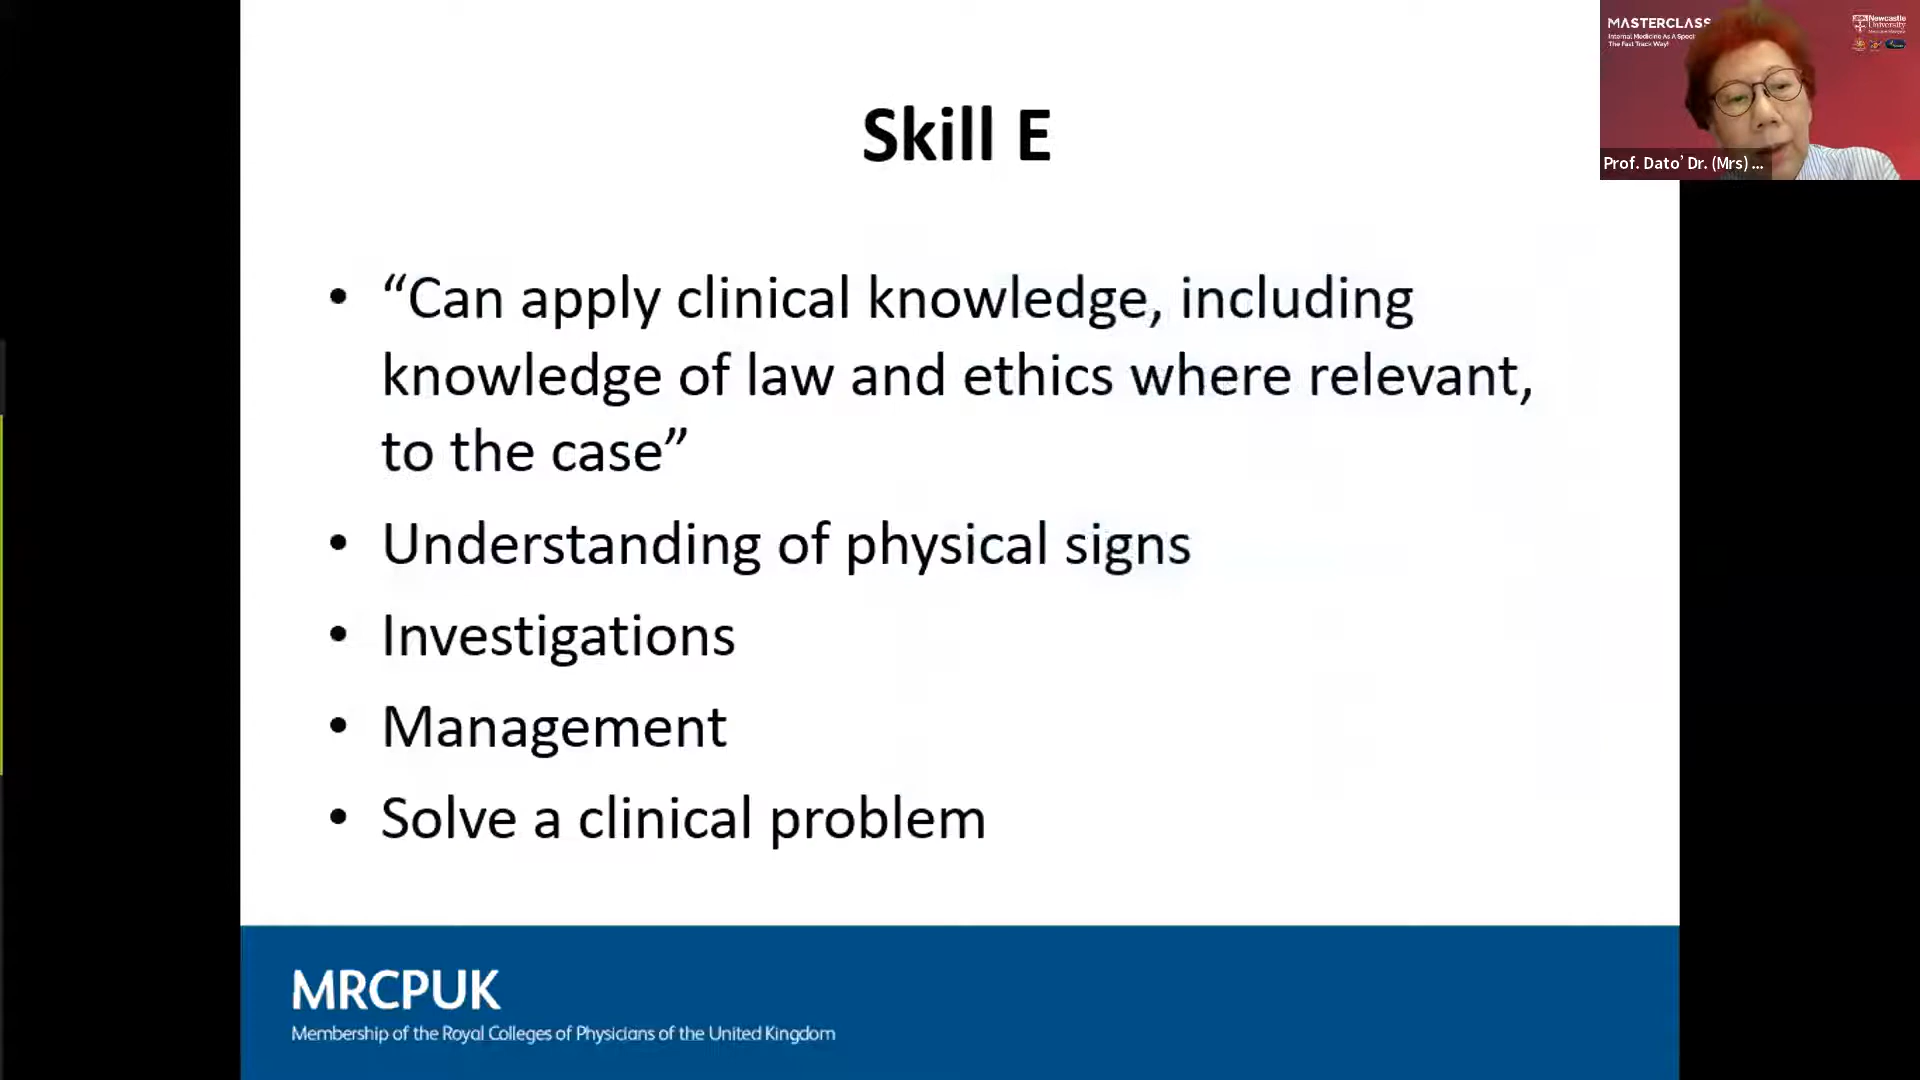 MASTERCLASS
Internal Medicine As A
The Fast Track Way!
Newcastle
University
Prof. Dato’ Dr. (Mrs) ...
Skill E
• “Can apply clinical knowledge, including
knowledge of law and ethics where relevant,
to the case”
• Understanding of physical signs
• Investigations
• Management
• Solve a clinical problem
MRCPUK
Membership of the Royal Colleges of Physicians of the United Kingdom